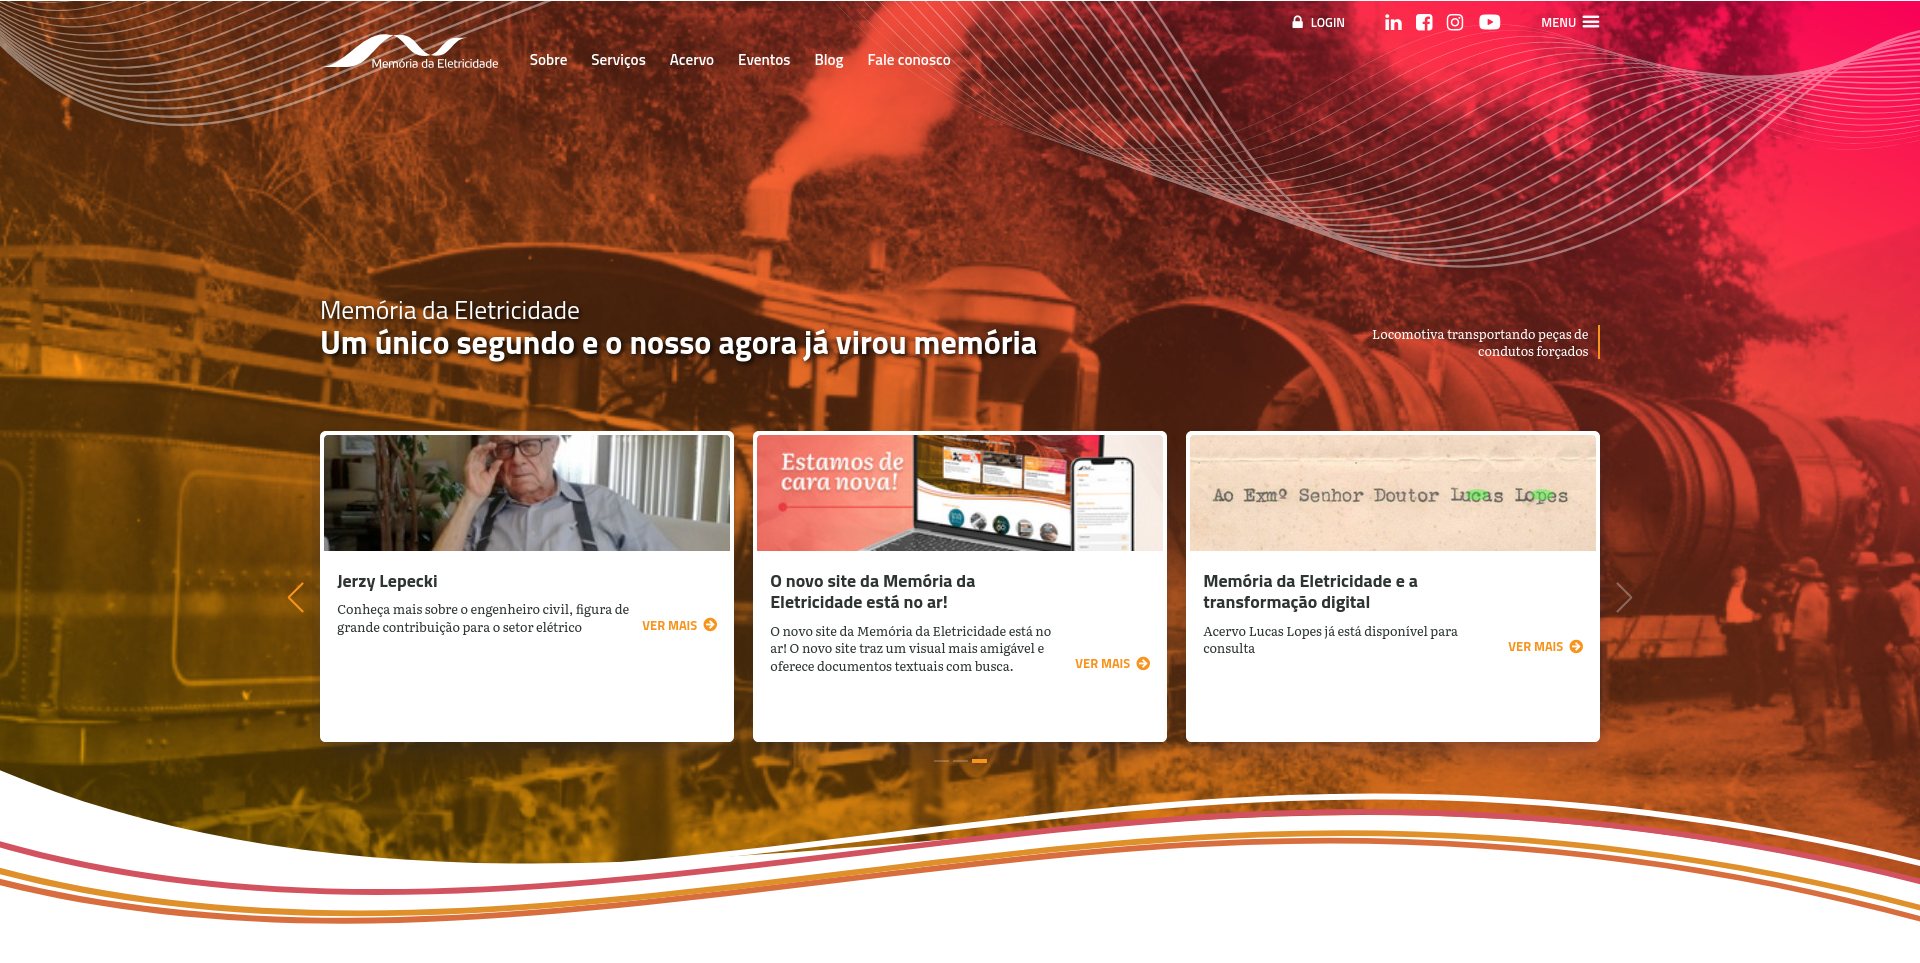 LOGIN
MENU
Memória da Eletricidade
Sobre
Serviços
Acervo
Eventos
Blog
Fale conosco
Memória da Eletricidade
Um único segundo e o nosso agora já virou memória
Locomotiva transportando peças de
condutos forçados
Jerzy Lepecki
Conheça mais sobre o engenheiro civil, figura de
grande contribuição para o setor elétrico
VER MAIS
Estamos de
cara nova!
O novo site da Memória da
Eletricidade está no ar!
O novo site da Memória da Eletricidade está no
ar! O novo site traz um visual mais amigável e
oferece documentos textuais com busca.
VER MAIS
Ao Exmº Senhor Doutor Lucas Lopes
Memória da Eletricidade e a
transformação digital
Acervo Lucas Lopes já está disponível para
consulta
VER MAIS